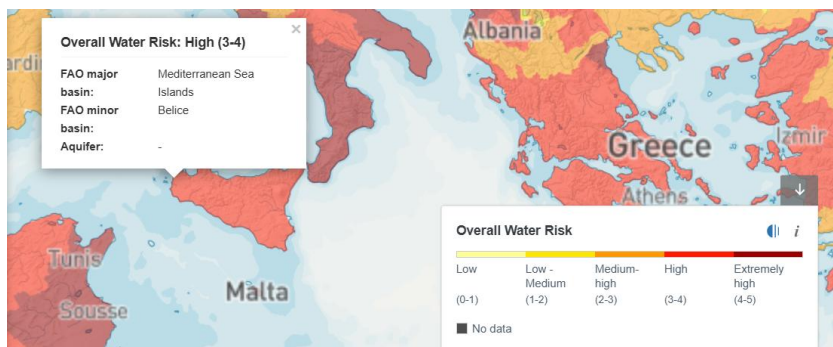 Overall Water Risk: High (3-4)
×
FAO major basin: Mediterranean Sea Islands
FAO minor basin: Belice
Aquifer: -
ardi
Albania
Greece
Izmir
Athens
Tunis
Sousse
Malta
Overall Water Risk
i
Low Low - Medium Medium-high High Extremely high
(0-1) (1-2) (2-3) (3-4) (4-5)
No data